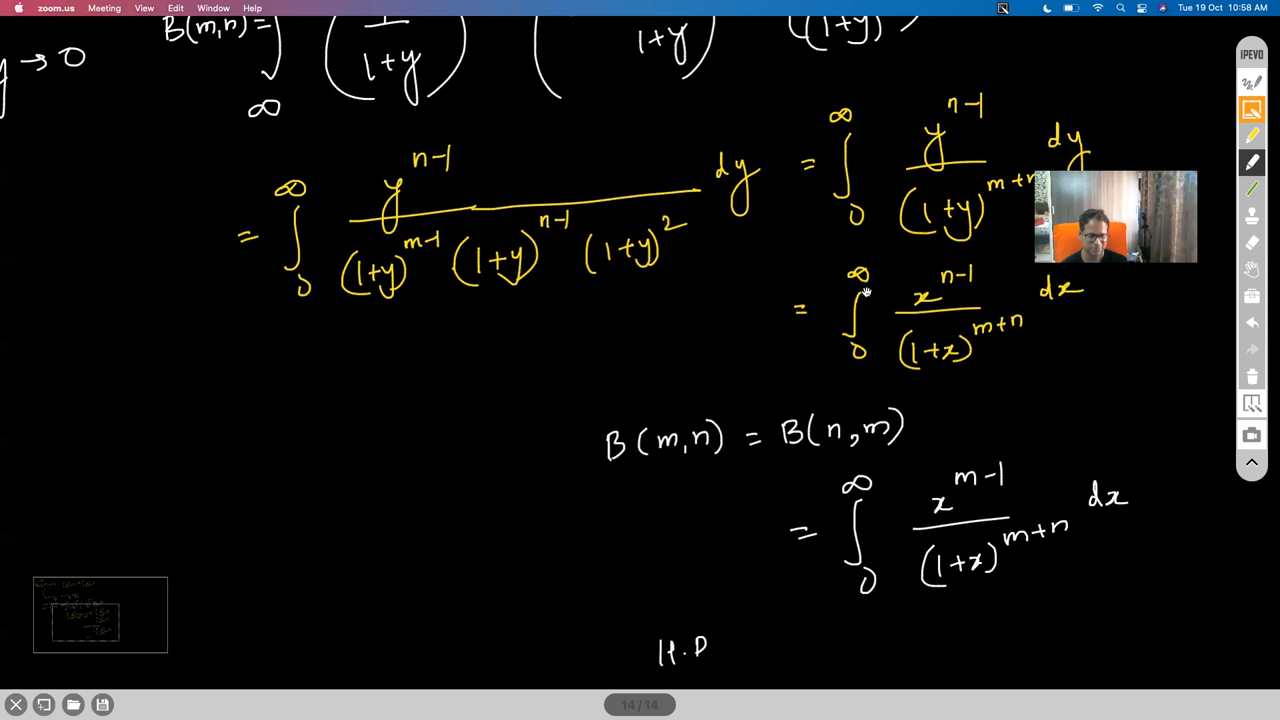 zoom.us Meeting View Edit Window Help Tue 19 Oct 10:58 AM
IPEVO
y → 0
B(m,n) = ∫ ∞ ( 1/(1+y) ) ( 1+y ) (1+y)
= ∫ 0 ∞ y^(n-1) / (1+y)^(m-1) (1+y)^(n-1) (1+y)^2 dy = ∫ 0 ∞ y^(n-1) / (1+y)^(m+n) dy
= ∫ 0 ∞ x^(n-1) / (1+x)^(m+n) dx
B(m,n) = B(n,m)
= ∫ 0 ∞ x^(m-1) / (1+x)^(m+n) dx
H.P
14 / 14